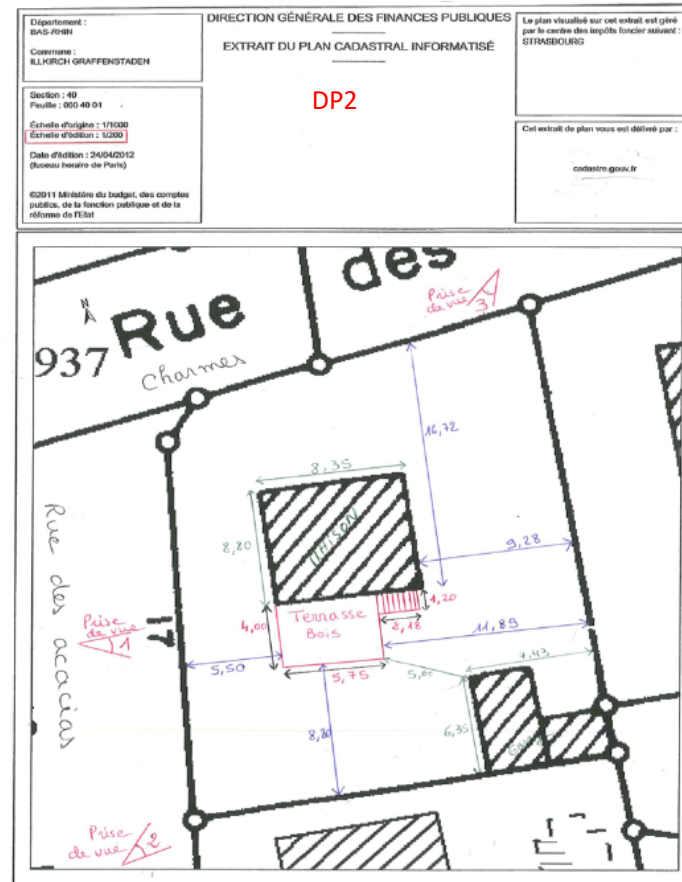 Département :
BAS-RHIN
Commune :
ILLKIRCH GRAFFENSTADEN
Section : 40
Feuille : 000 40 01
Échelle d'origine : 1/1000
Échelle d'édition : 1/200
Date d'édition : 24/04/2012
(fuseau horaire de Paris)
©2011 Ministère du budget, des comptes
publics, de la fonction publique et de la
réforme de l'Etat
DIRECTION GÉNÉRALE DES FINANCES PUBLIQUES
EXTRAIT DU PLAN CADASTRAL INFORMATISÉ
DP2
Le plan visualisé sur cet extrait est géré
par le centre des impôts foncier suivant :
STRASBOURG
Cet extrait de plan vous est délivré par :
cadastre.gouv.fr
des
Rue
Prise
de vue 3
N
937
Charmes
16,72
8,35
8,20
MAISON
9,28
Rue des acacias
1,20
4,00
Terrasse
Bois
2,18
11,89
Prise
de vue 1
5,50
5,75
5,00
7,43
8,80
6,35
Prise
de vue 2